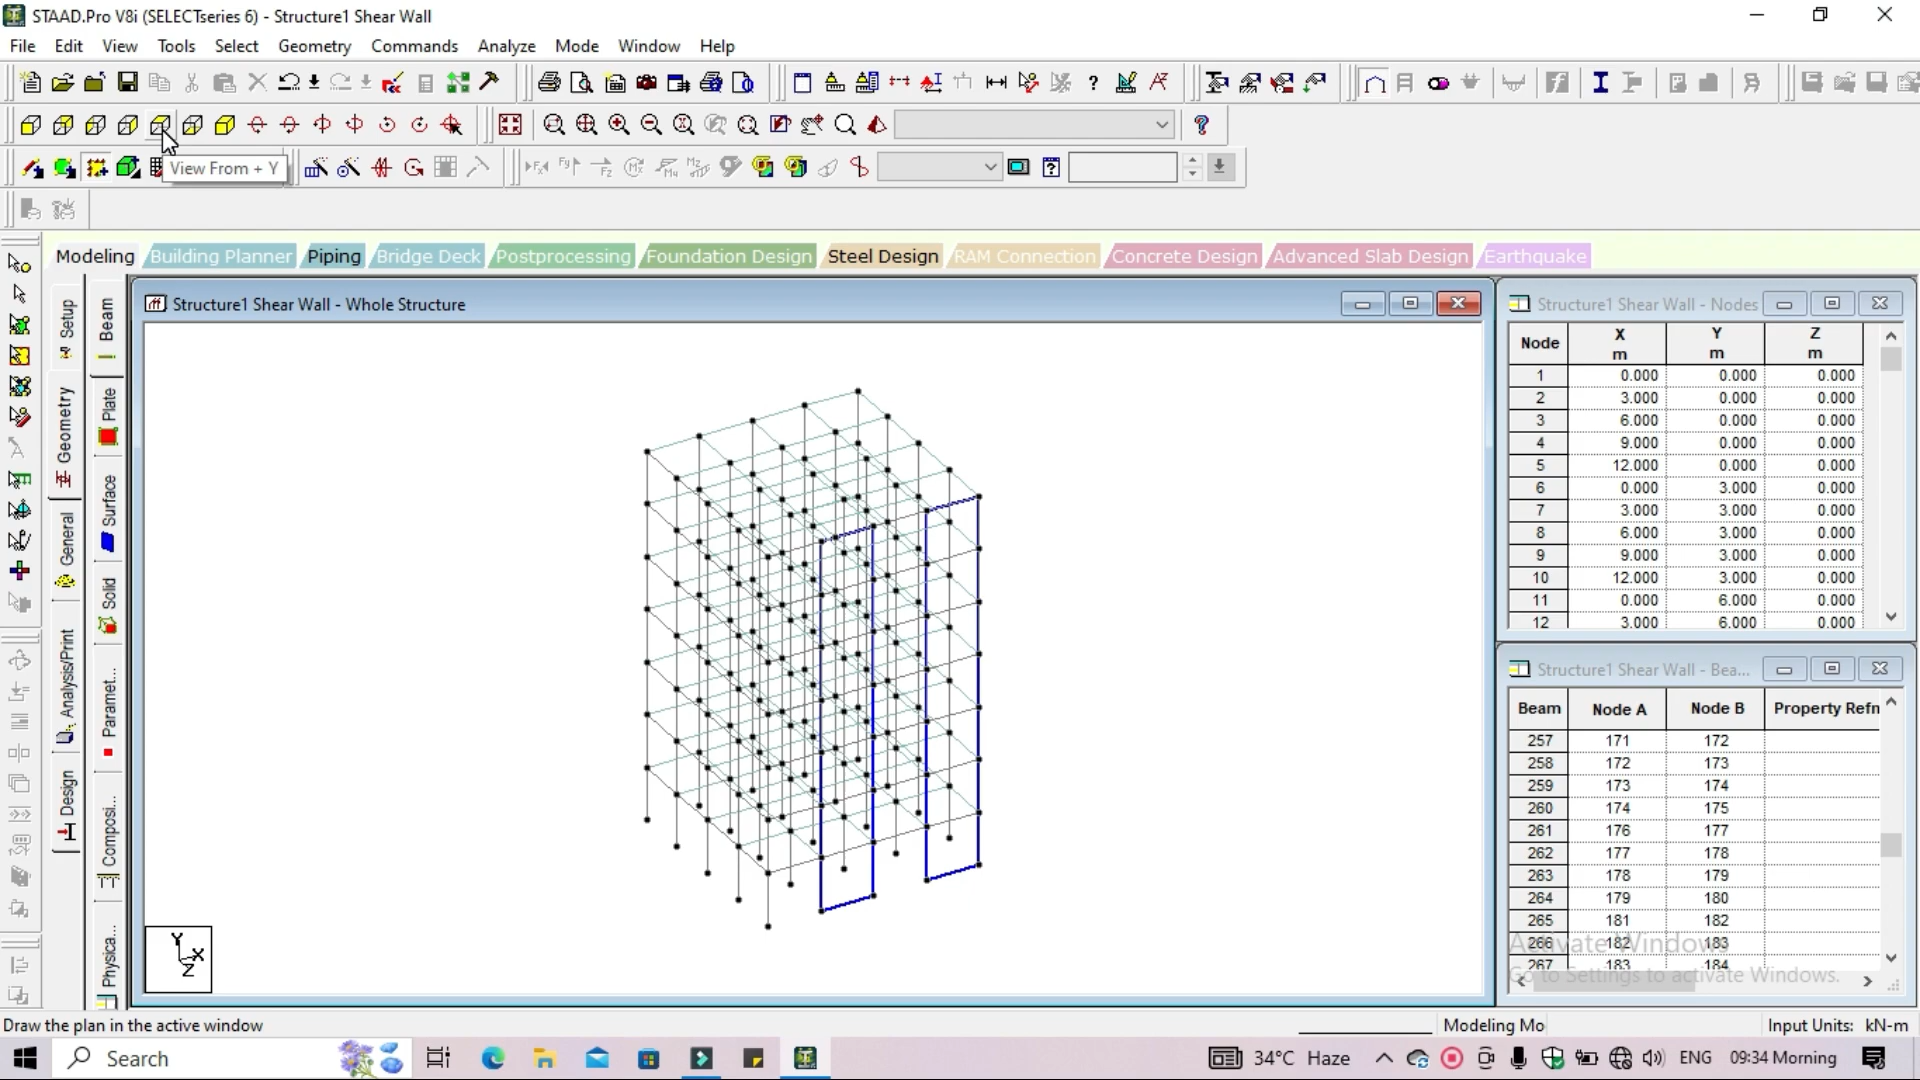 STAAD.Pro V8i (SELECTseries 6) - Structure1 Shear Wall
File Edit View Tools Select Geometry Commands Analyze Mode Window Help
View From + Y
Modeling Building Planner Piping Bridge Deck Postprocessing Foundation Design Steel Design RAM Connection Concrete Design Advanced Slab Design Earthquake
Setup
Geometry
General
Analysis/Print
Design
Beam
Plate
Surface
Solid
Paramet...
Composi...
Physica...
Structure1 Shear Wall - Whole Structure
Y
X
Z
Structure1 Shear Wall - Nodes
Node X m Y m Z m
1 0.000 0.000 0.000
2 3.000 0.000 0.000
3 6.000 0.000 0.000
4 9.000 0.000 0.000
5 12.000 0.000 0.000
6 0.000 3.000 0.000
7 3.000 3.000 0.000
8 6.000 3.000 0.000
9 9.000 3.000 0.000
10 12.000 3.000 0.000
11 0.000 6.000 0.000
12 3.000 6.000 0.000
Structure1 Shear Wall - Bea...
Beam Node A Node B Property Refn
257 171 172
258 172 173
259 173 174
260 174 175
261 176 177
262 177 178
263 178 179
264 179 180
265 181 182
266 182 183
267 183 184
Activate Windows
Go to Settings to activate Windows.
Draw the plan in the active window
Modeling Mo
Input Units: kN-m
Search
34°C Haze
ENG
09:34 Morning